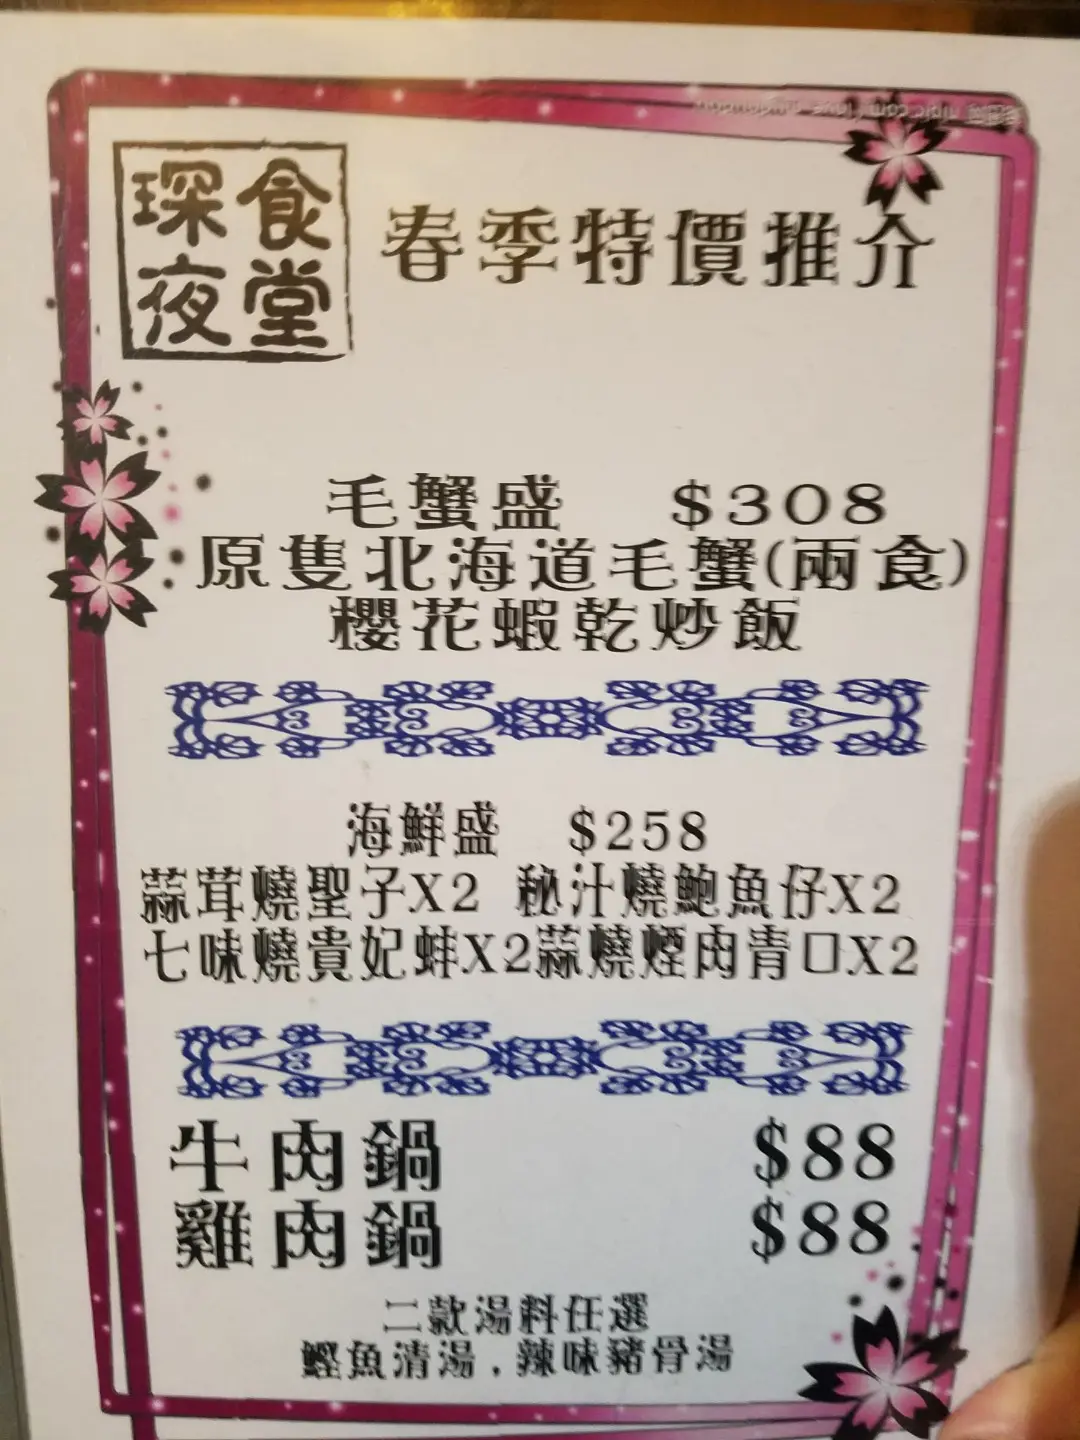 琛夜食堂
春季特價推介
毛蟹盛 $308
原隻北海道毛蟹(兩食)
櫻花蝦乾炒飯
海鮮盛 $258
蒜茸燒聖子X2 秘汁燒鮑魚仔X2
七味燒貴妃蚌X2蒜燒煙肉青口X2
牛肉鍋 $88
雞肉鍋 $88
二款湯料任選
鰹魚清湯,辣味豬骨湯